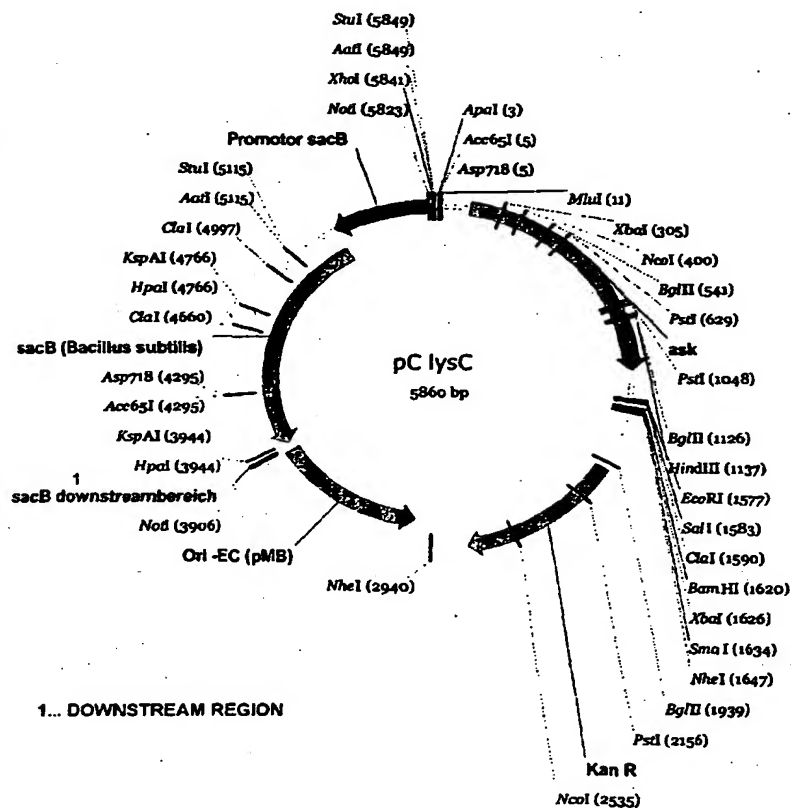 StuI (5849)
AatI (5849)
XhoI (5841)
NotI (5823)
Promotor sacB
StuI (5115)
AatI (5115)
ClaI (4997)
KspAI (4766)
HpaI (4766)
ClaI (4660)
sacB (Bacillus subtilis)
Asp718 (4295)
Acc65I (4295)
KspAI (3944)
HpaI (3944)
1
sacB downstreambereich
NotI (3906)
Ori -EC (pMB)
NheI (2940)
ApaI (3)
Acc65I (5)
Asp718 (5)
MluI (11)
XbaI (305)
NcoI (400)
BglII (541)
PstI (629)
ask
PstI (1048)
BglII (1126)
HindIII (1137)
EcoRI (1577)
SalI (1583)
ClaI (1590)
BamHI (1620)
XbaI (1626)
SmaI (1634)
NheI (1647)
BglII (1939)
PstI (2156)
Kan R
NcoI (2535)
pC lysC
5860 bp
1... DOWNSTREAM REGION